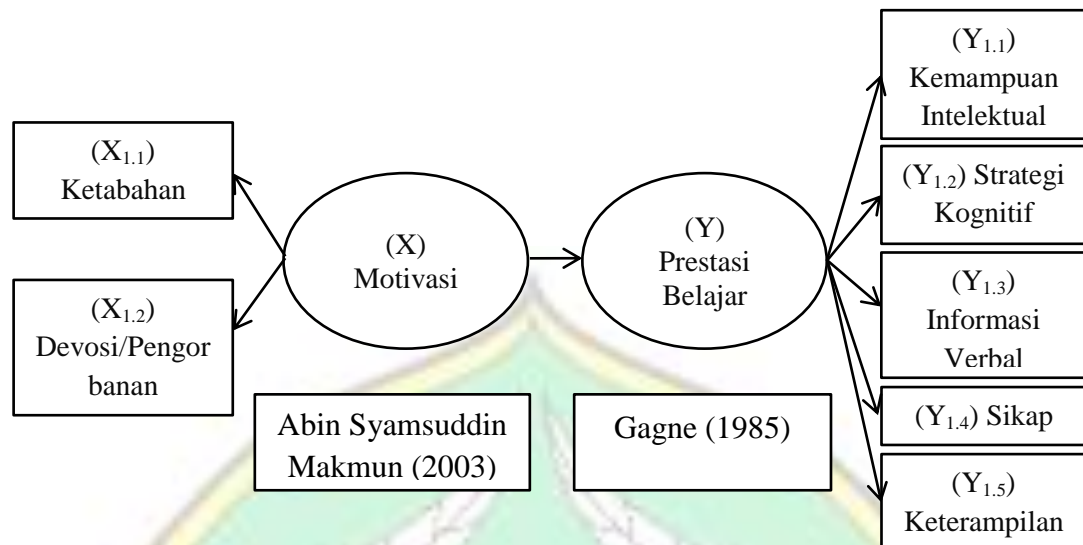 (X1.1)
Ketabahan
(X1.2)
Devosi/Pengor
banan
(X)
Motivasi
Abin Syamsuddin
Makmun (2003)
(Y)
Prestasi
Belajar
Gagne (1985)
(Y1.1)
Kemampuan
Intelektual
(Y1.2) Strategi
Kognitif
(Y1.3)
Informasi
Verbal
(Y1.4) Sikap
(Y1.5)
Keterampilan